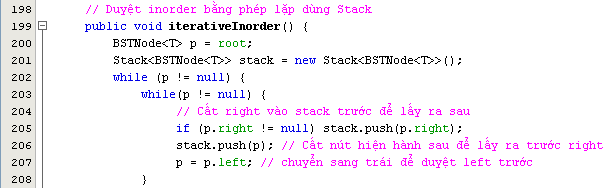 198 // Duyệt inorder bằng phép lặp dùng Stack
199 public void iterativeInorder() {
200 BSTNode<T> p = root;
201 Stack<BSTNode<T>> stack = new Stack<BSTNode<T>>();
202 while (p != null) {
203 while(p != null) {
204 // Cất right vào stack trước để lấy ra sau
205 if (p.right != null) stack.push(p.right);
206 stack.push(p); // Cất nút hiện hành sau để lấy ra trước right
207 p = p.left; // chuyển sang trái để duyệt left trước
208 }